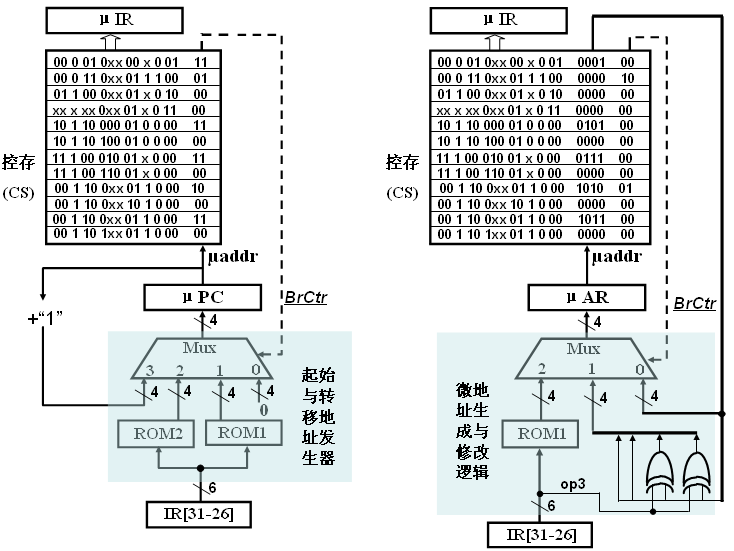 μ IR
00 0 01 0xx 00 x 0 01 11
00 0 11 0xx 01 1 1 00 01
01 1 00 0xx 01 x 0 10 00
xx x xx 0xx 01 x 0 11 00
10 1 10 000 01 0 0 00 11
10 1 10 100 01 0 0 00 00
11 1 00 010 01 x 0 00 11
11 1 00 110 01 x 0 00 00
00 1 10 0xx 01 1 0 00 10
00 1 10 0xx 10 1 0 00 00
00 1 10 0xx 01 1 0 00 11
00 1 10 1xx 01 1 0 00 00
控存
(CS)
μaddr
μ PC
+“1”
BrCtr
4
Mux
3 2 1 0
4 4 4 4
0
ROM2 ROM1
起始
与转
移地
址发
生器
6
IR[31-26]
μ IR
00 0 01 0xx 00 x 0 01 0001 00
00 0 11 0xx 01 1 1 00 0000 10
01 1 00 0xx 01 x 0 10 0000 00
xx x xx 0xx 01 x 0 11 0000 00
10 1 10 000 01 0 0 00 0101 00
10 1 10 100 01 0 0 00 0000 00
11 1 00 010 01 x 0 00 0111 00
11 1 00 110 01 x 0 00 0000 00
00 1 10 0xx 01 1 0 00 1010 01
00 1 10 0xx 10 1 0 00 0000 00
00 1 10 0xx 01 1 0 00 1011 00
00 1 10 1xx 01 1 0 00 0000 00
控存
(CS)
μaddr
μ AR
BrCtr
4
Mux
2 1 0
4 4 4
ROM1
微地
址生
成与
修改
逻辑
op3
6
IR[31-26]